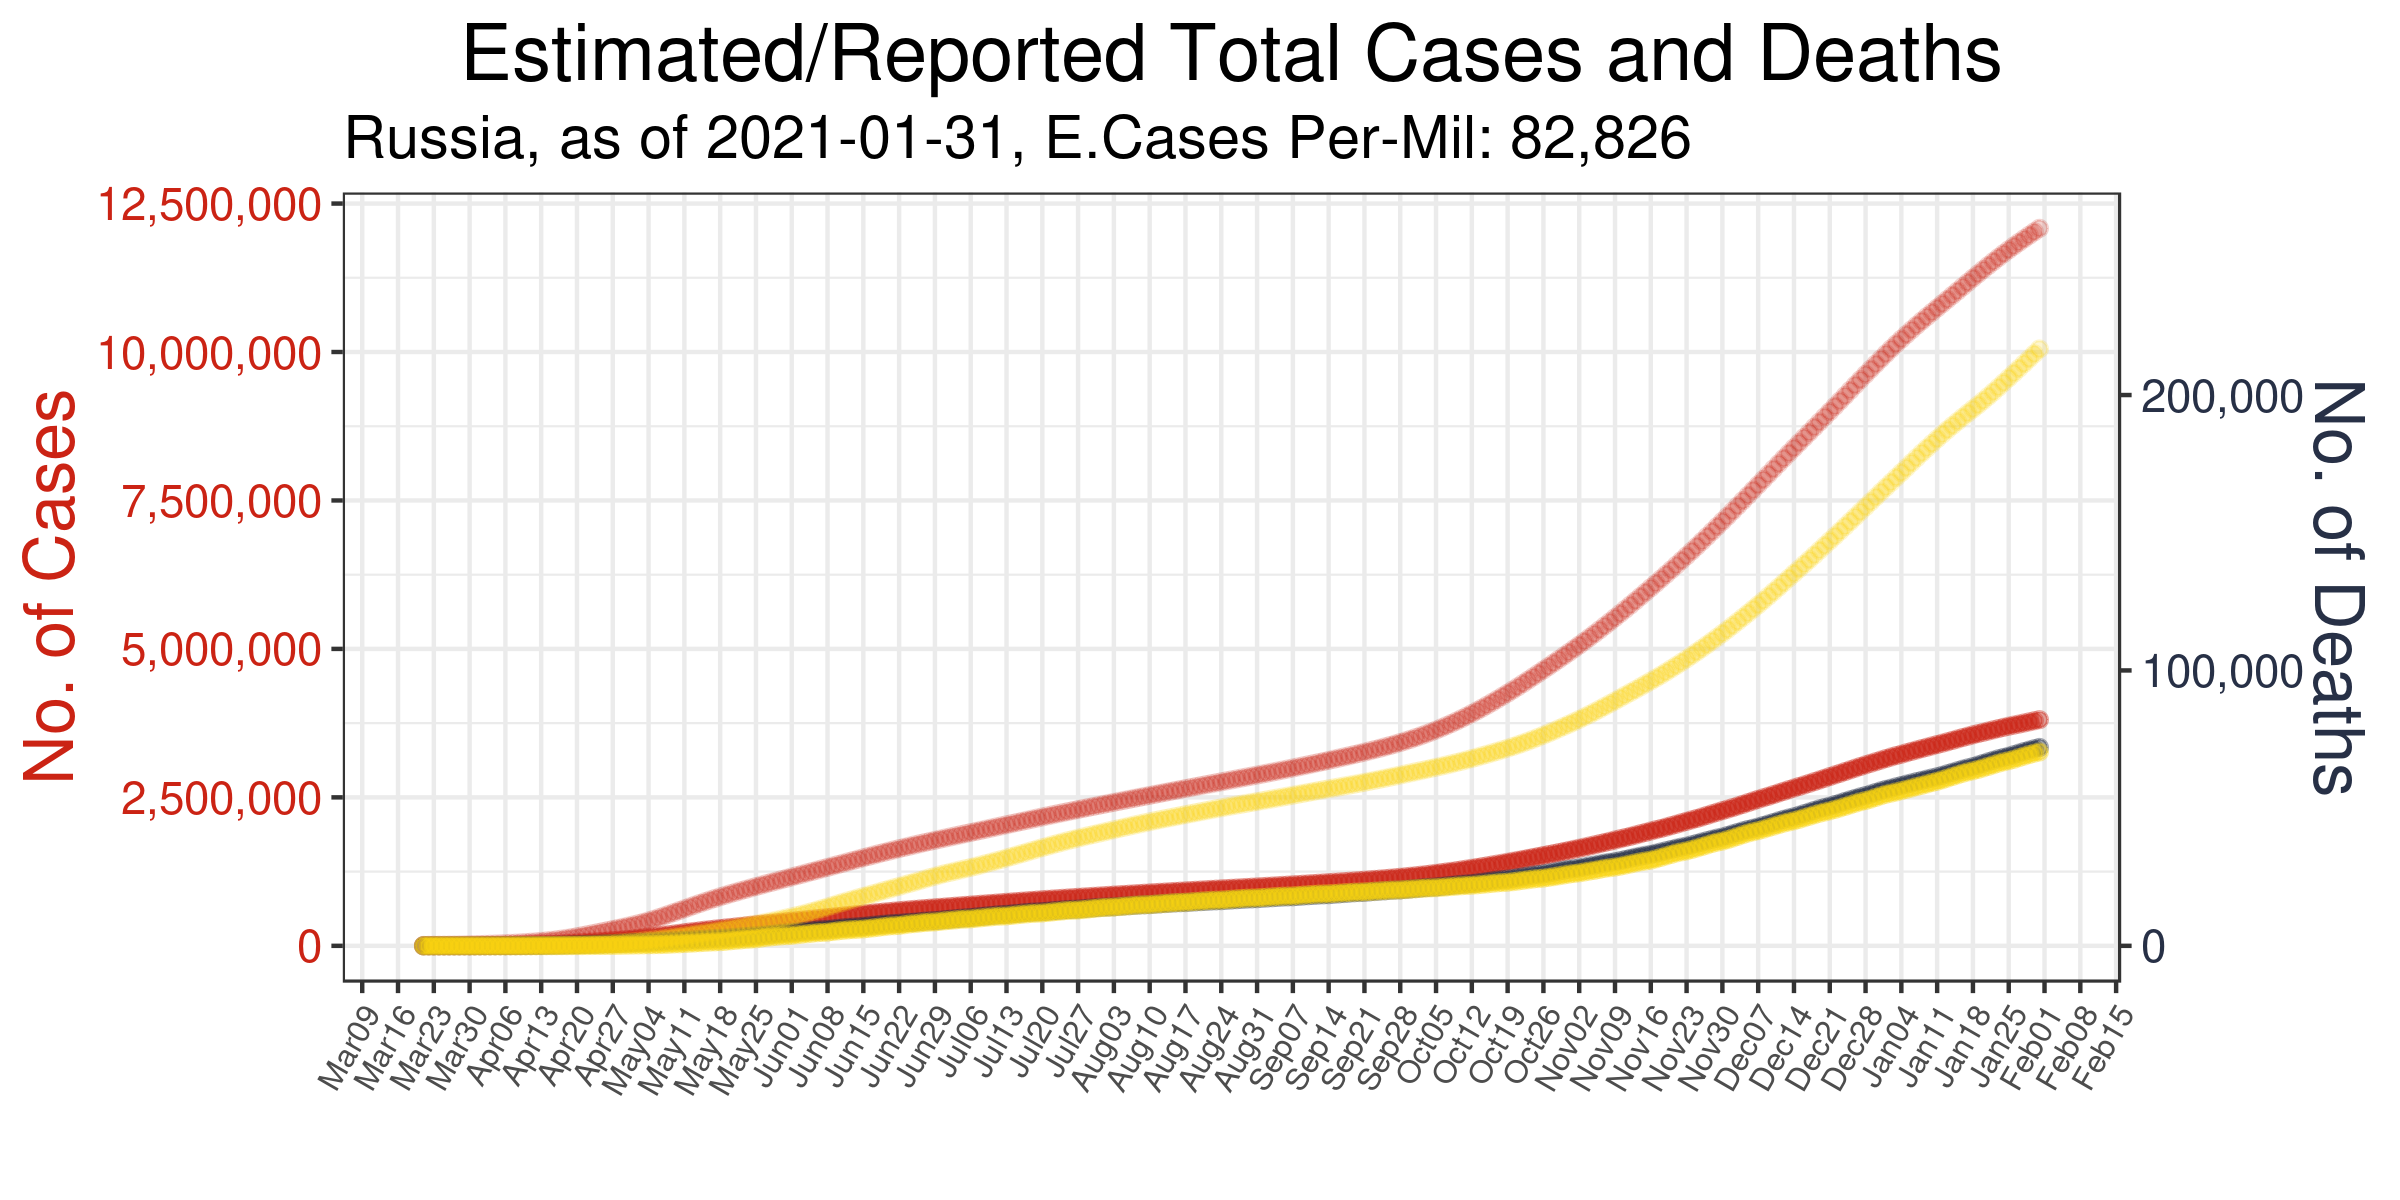 Estimated/Reported Total Cases and Deaths
Russia, as of 2021-01-31, E.Cases Per-Mil: 82,826
No. of Cases
12,500,000
10,000,000
7,500,000
5,000,000
2,500,000
0
200,000
100,000
0
No. of Deaths
Mar09
Mar16
Mar23
Mar30
Apr06
Apr13
Apr20
Apr27
May04
May11
May18
May25
Jun01
Jun08
Jun15
Jun22
Jun29
Jul06
Jul13
Jul20
Jul27
Aug03
Aug10
Aug17
Aug24
Aug31
Sep07
Sep14
Sep21
Sep28
Oct05
Oct12
Oct19
Oct26
Nov02
Nov09
Nov16
Nov23
Nov30
Dec07
Dec14
Dec21
Dec28
Jan04
Jan11
Jan18
Jan25
Feb01
Feb08
Feb15